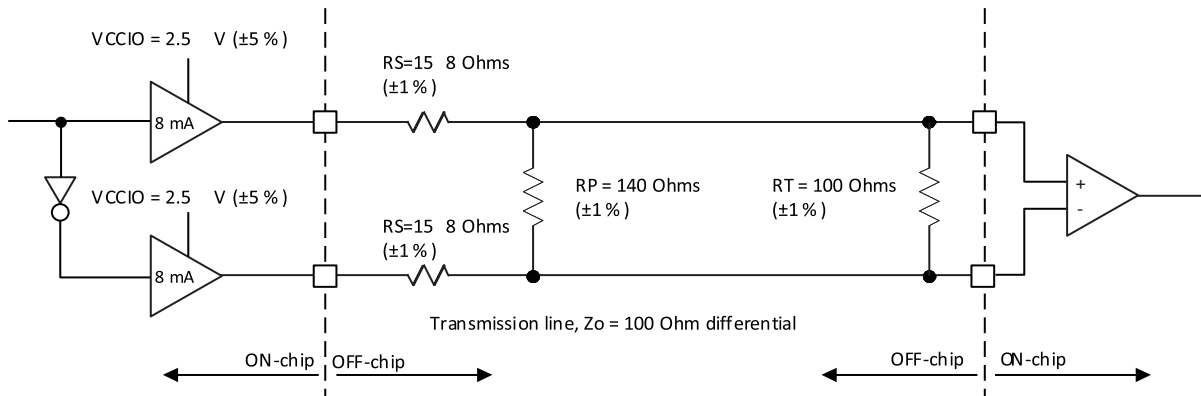 VCCIO = 2.5 V (±5 %)
RS=15 8 Ohms
(±1 %)
8 mA
VCCIO = 2.5 V (±5 %)
RP = 140 Ohms
(±1 %)
RT = 100 Ohms
(±1 %)
+
-
RS=15 8 Ohms
(±1 %)
8 mA
Transmission line, Zo = 100 Ohm differential
ON-chip
OFF-chip
OFF-chip
ON-chip